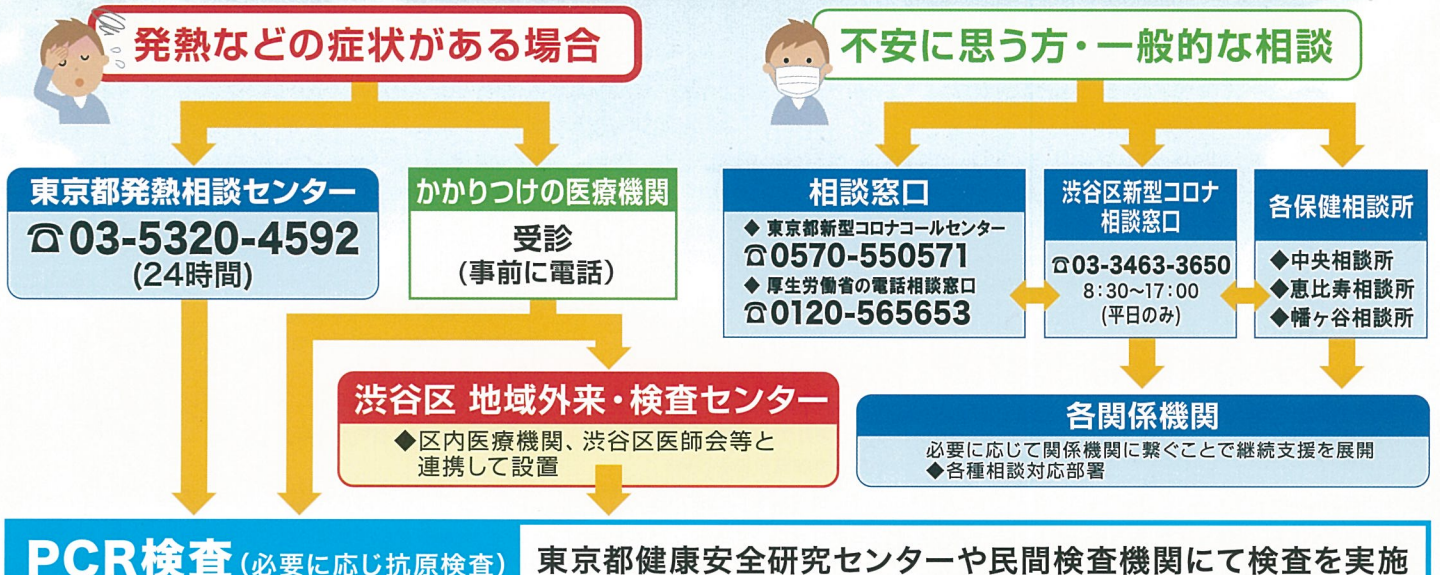 発熱などの症状がある場合
東京都発熱相談センター
☎03-5320-4592
(24時間)
かかりつけの医療機関
受診
(事前に電話)
渋谷区 地域外来・検査センター
◆区内医療機関、渋谷区医師会等と
連携して設置
不安に思う方・一般的な相談
相談窓口
◆ 東京都新型コロナコールセンター
☎0570-550571
◆ 厚生労働省の電話相談窓口
☎0120-565653
渋谷区新型コロナ
相談窓口
☎03-3463-3650
8:30〜17:00
(平日のみ)
各保健相談所
◆中央相談所
◆恵比寿相談所
◆幡ヶ谷相談所
各関係機関
必要に応じて関係機関に繋ぐことで継続支援を展開
◆各種相談対応部署
PCR検査(必要に応じ抗原検査)
東京都健康安全研究センターや民間検査機関にて検査を実施